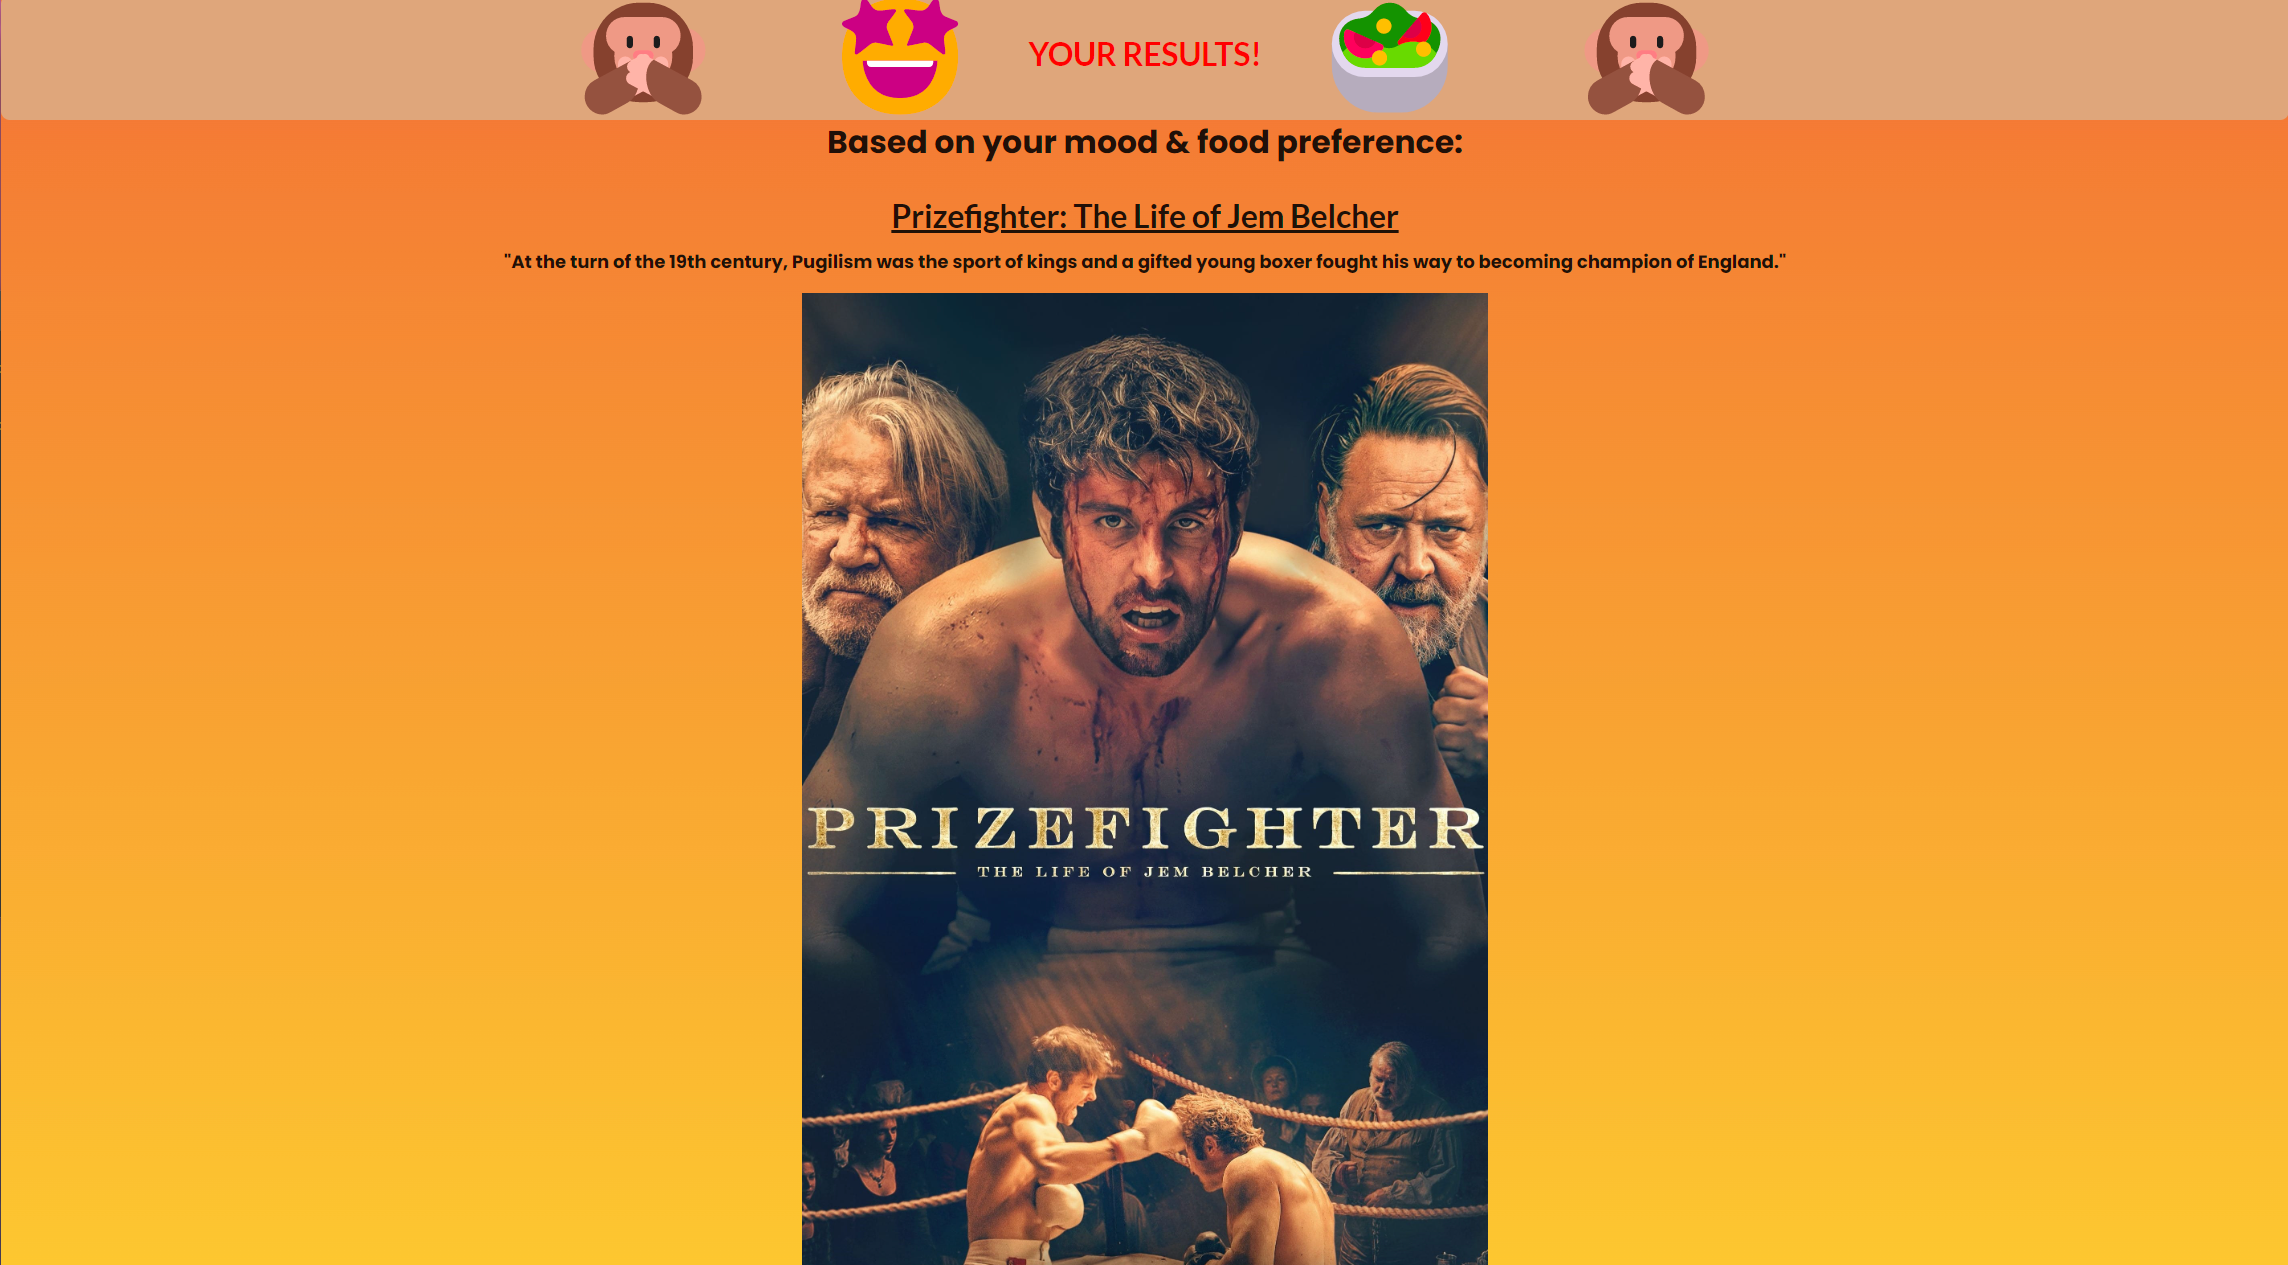 YOUR RESULTS!
Based on your mood & food preference:
Prizefighter: The Life of Jem Belcher
"At the turn of the 19th century, Pugilism was the sport of kings and a gifted young boxer fought his way to becoming champion of England."
PRIZEFIGHTER
THE LIFE OF JEM BELCHER